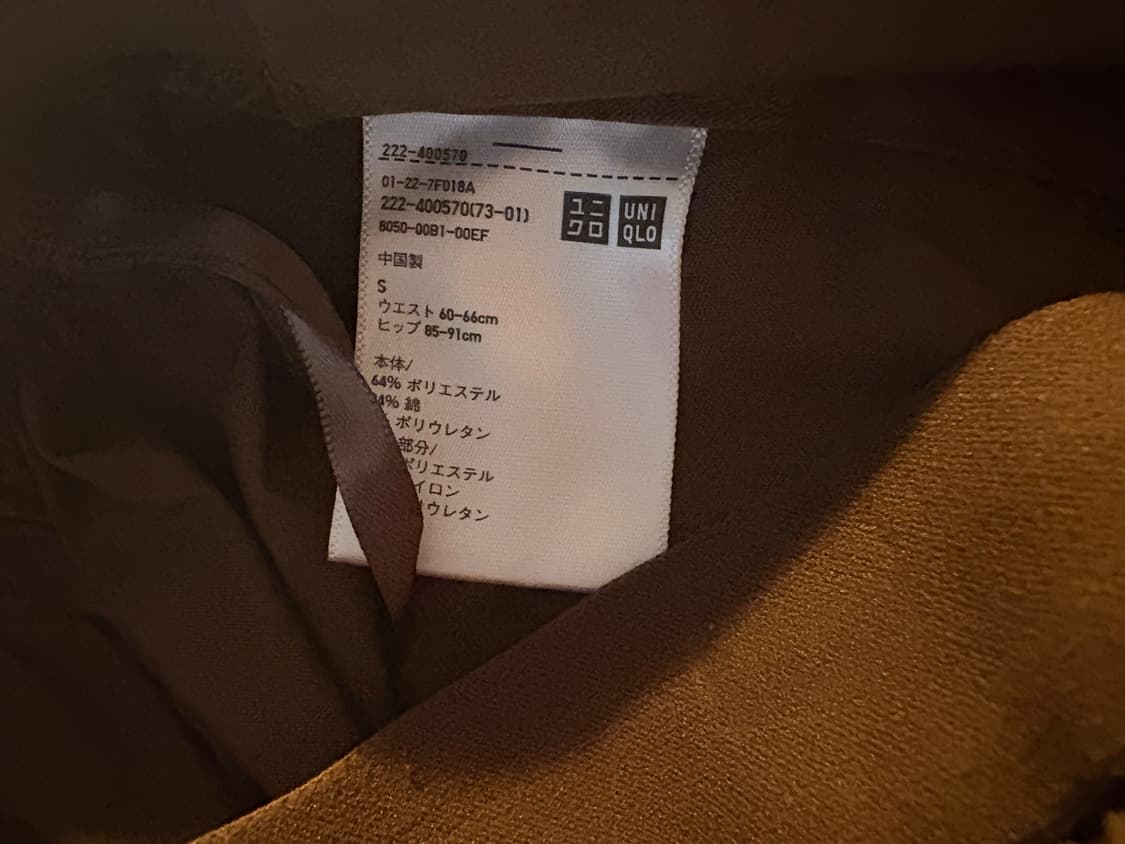 222-400570
01-22-7F018A
222-400570(73-01)
8050-00B1-00EF
ユニ
クロ
UNI
QLO
中国製
S
ウエスト 60-66cm
ヒップ 85-91cm
本体/
64% ポリエステル
4% 綿
ポリウレタン
部分/
リエステル
イロン
ウレタン